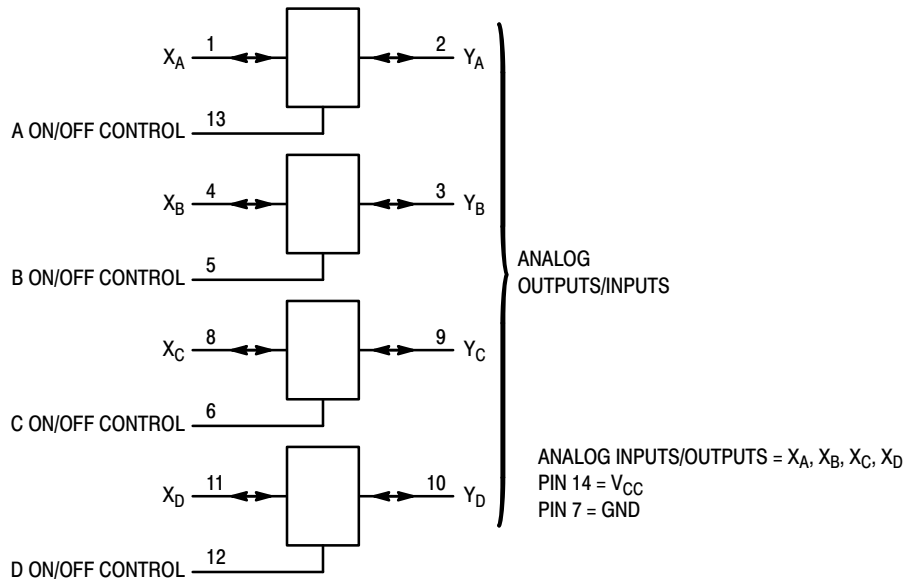 X_A 1 2 Y_A
A ON/OFF CONTROL 13
X_B 4 3 Y_B
B ON/OFF CONTROL 5
ANALOG
OUTPUTS/INPUTS
X_C 8 9 Y_C
C ON/OFF CONTROL 6
X_D 11 10 Y_D
D ON/OFF CONTROL 12
ANALOG INPUTS/OUTPUTS = X_A, X_B, X_C, X_D
PIN 14 = V_CC
PIN 7 = GND